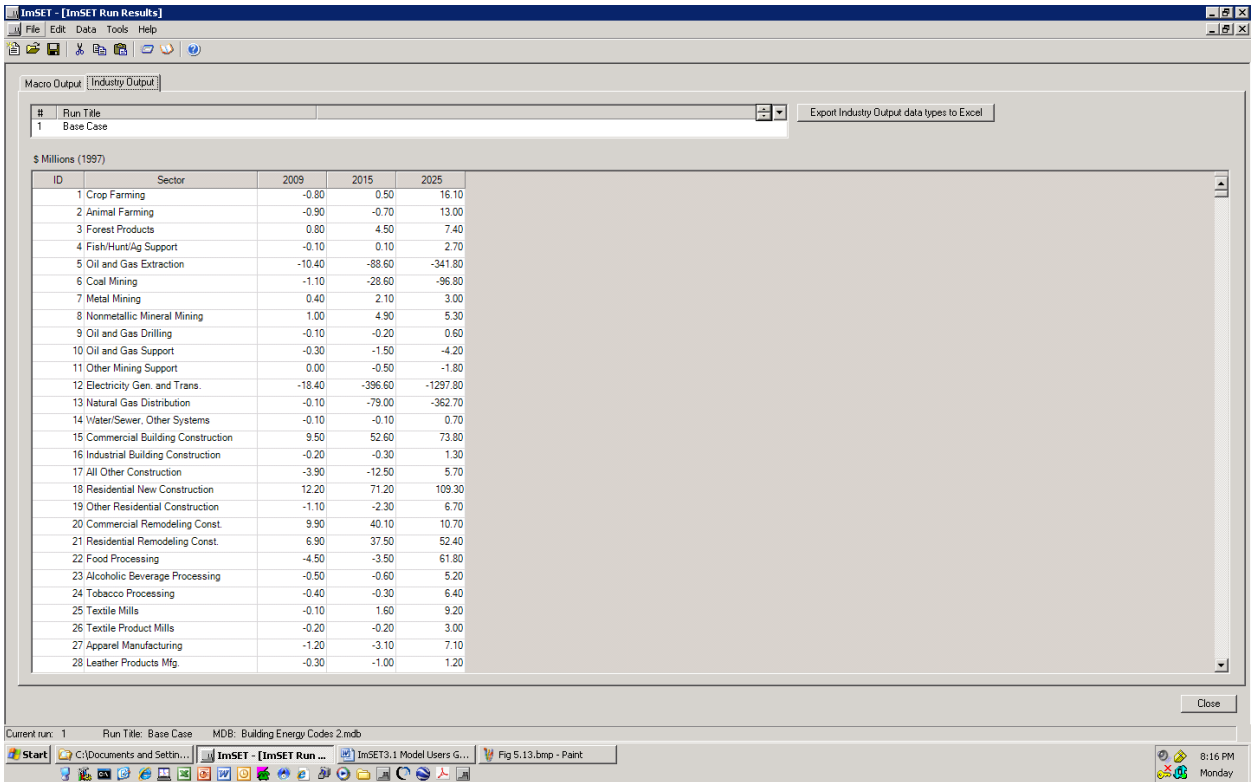 ImSET - [ImSET Run Results]
File Edit Data Tools Help
Macro Output Industry Output
# Run Title
1 Base Case
Export Industry Output data types to Excel
$ Millions (1997)
ID Sector 2009 2015 2025
1 Crop Farming -0.80 0.50 16.10
2 Animal Farming -0.90 -0.70 13.00
3 Forest Products 0.80 4.50 7.40
4 Fish/Hunt/Ag Support -0.10 0.10 2.70
5 Oil and Gas Extraction -10.40 -88.60 -341.80
6 Coal Mining -1.10 -28.60 -96.80
7 Metal Mining 0.40 2.10 3.00
8 Nonmetallic Mineral Mining 1.00 4.90 5.30
9 Oil and Gas Drilling -0.10 -0.20 0.60
10 Oil and Gas Support -0.30 -1.50 -4.20
11 Other Mining Support 0.00 -0.50 -1.80
12 Electricity Gen. and Trans. -18.40 -396.60 -1297.80
13 Natural Gas Distribution -0.10 -79.00 -362.70
14 Water/Sewer, Other Systems -0.10 -0.10 0.70
15 Commercial Building Construction 9.50 52.60 73.80
16 Industrial Building Construction -0.20 -0.30 1.30
17 All Other Construction -3.90 -12.50 5.70
18 Residential New Construction 12.20 71.20 109.30
19 Other Residential Construction -1.10 -2.30 6.70
20 Commercial Remodeling Const. 9.90 40.10 10.70
21 Residential Remodeling Const. 6.90 37.50 52.40
22 Food Processing -4.50 -3.50 61.80
23 Alcoholic Beverage Processing -0.50 -0.60 5.20
24 Tobacco Processing -0.40 -0.30 6.40
25 Textile Mills -0.10 1.60 9.20
26 Textile Product Mills -0.20 -0.20 3.00
27 Apparel Manufacturing -1.20 -3.10 7.10
28 Leather Products Mfg. -0.30 -1.00 1.20
Close
Current run: 1 Run Title: Base Case MDB: Building Energy Codes 2.mdb
Start C:\Documents and Settin... ImSET - [ImSET Run ... ImSET3.1 Model Users G... Fig 5.13.bmp - Paint 8:16 PM
Monday